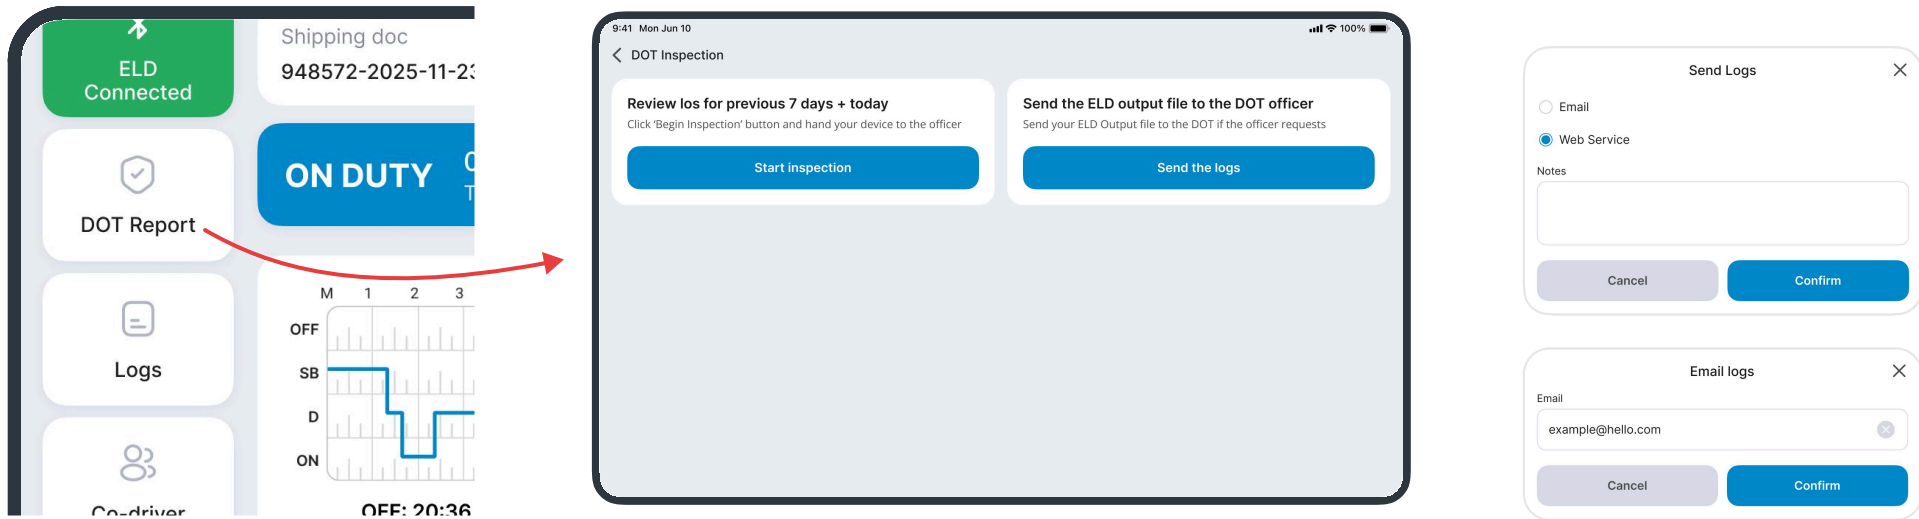 ELD
Connected
DOT Report
Logs
Co-driver
Shipping doc
948572-2025-11-23
ON DUTY
M 1 2 3
OFF
SB
D
ON
OFF: 20:36
9:41 Mon Jun 10
100%
DOT Inspection
Review los for previous 7 days + today
Click ‘Begin Inspection’ button and hand your device to the officer
Start inspection
Send the ELD output file to the DOT officer
Send your ELD Output file to the DOT if the officer requests
Send the logs
Send Logs
Email
Web Service
Notes
Cancel
Confirm
Email logs
Email
example@hello.com
Cancel
Confirm